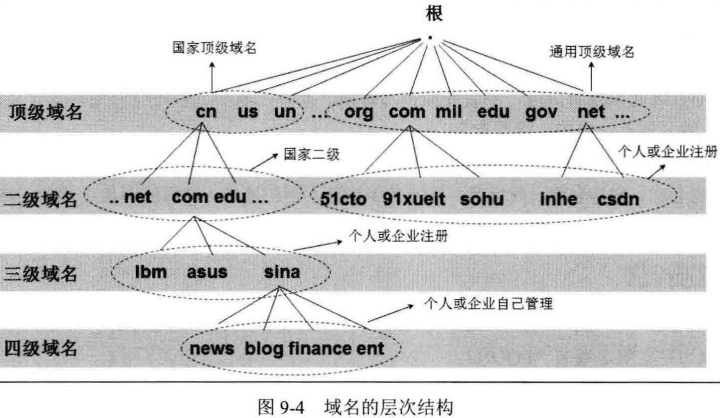 根
.
国家顶级域名 通用顶级域名
顶级域名 cn us un ... org com mil edu gov net ...
国家二级 个人或企业注册
二级域名 .. net com edu ... 51cto 91xueit sohu inhe csdn
个人或企业注册
三级域名 Ibm asus sina
个人或企业自己管理
四级域名 news blog finance ent
图 9-4 域名的层次结构